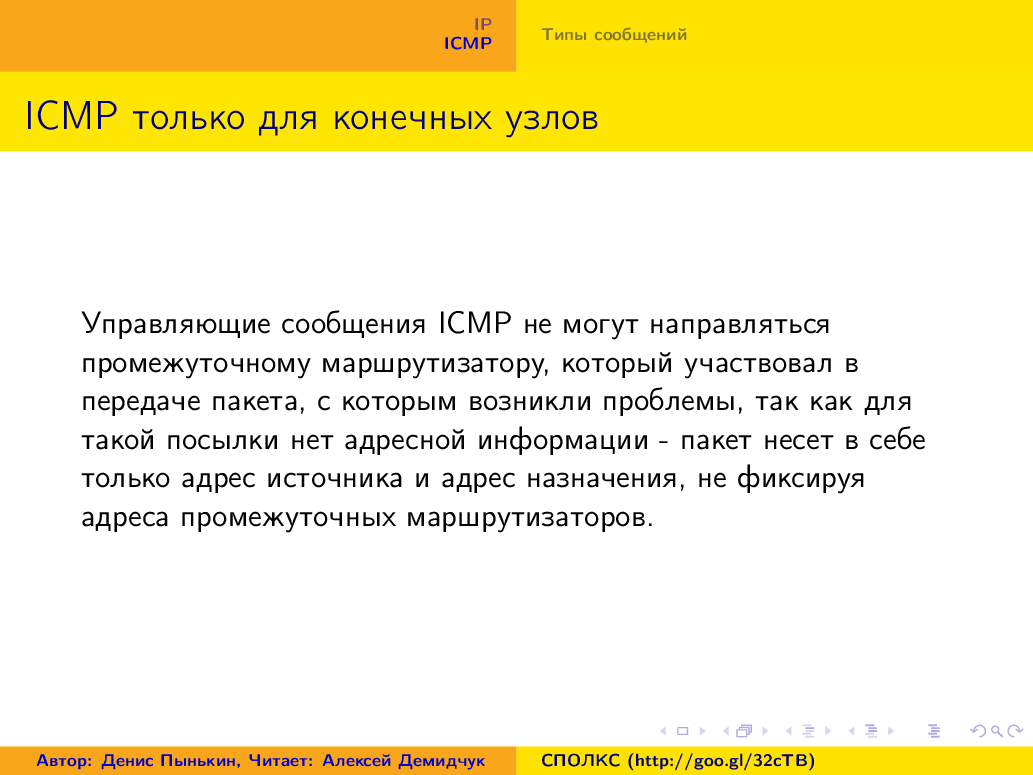 IP
ICMP
Типы сообщений
ICMP только для конечных узлов
Управляющие сообщения ICMP не могут направляться
промежуточному маршрутизатору, который участвовал в
передаче пакета, с которым возникли проблемы, так как для
такой посылки нет адресной информации - пакет несет в себе
только адрес источника и адрес назначения, не фиксируя
адреса промежуточных маршрутизаторов.
Автор: Денис Пынькин, Читает: Алексей Демидчук
СПОЛКС (http://goo.gl/32cTB)